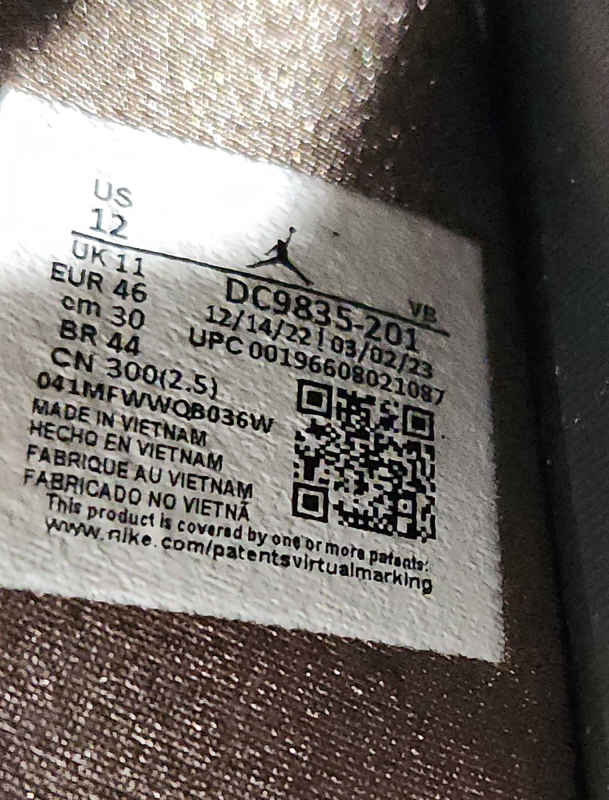 US
12
VB
UK 11
DC9835-201
EUR 46
12/14/22 | 03/02/23
cm 30
UPC 00196608021087
BR 44
CN 300(2.5)
041MFWWQB036W
MADE IN VIETNAM
HECHO EN VIETNAM
FABRIQUE AU VIETNAM
FABRICADO NO VIETNÃ
This product is covered by one or more patents:
www.nike.com/patentsvirtualmarking